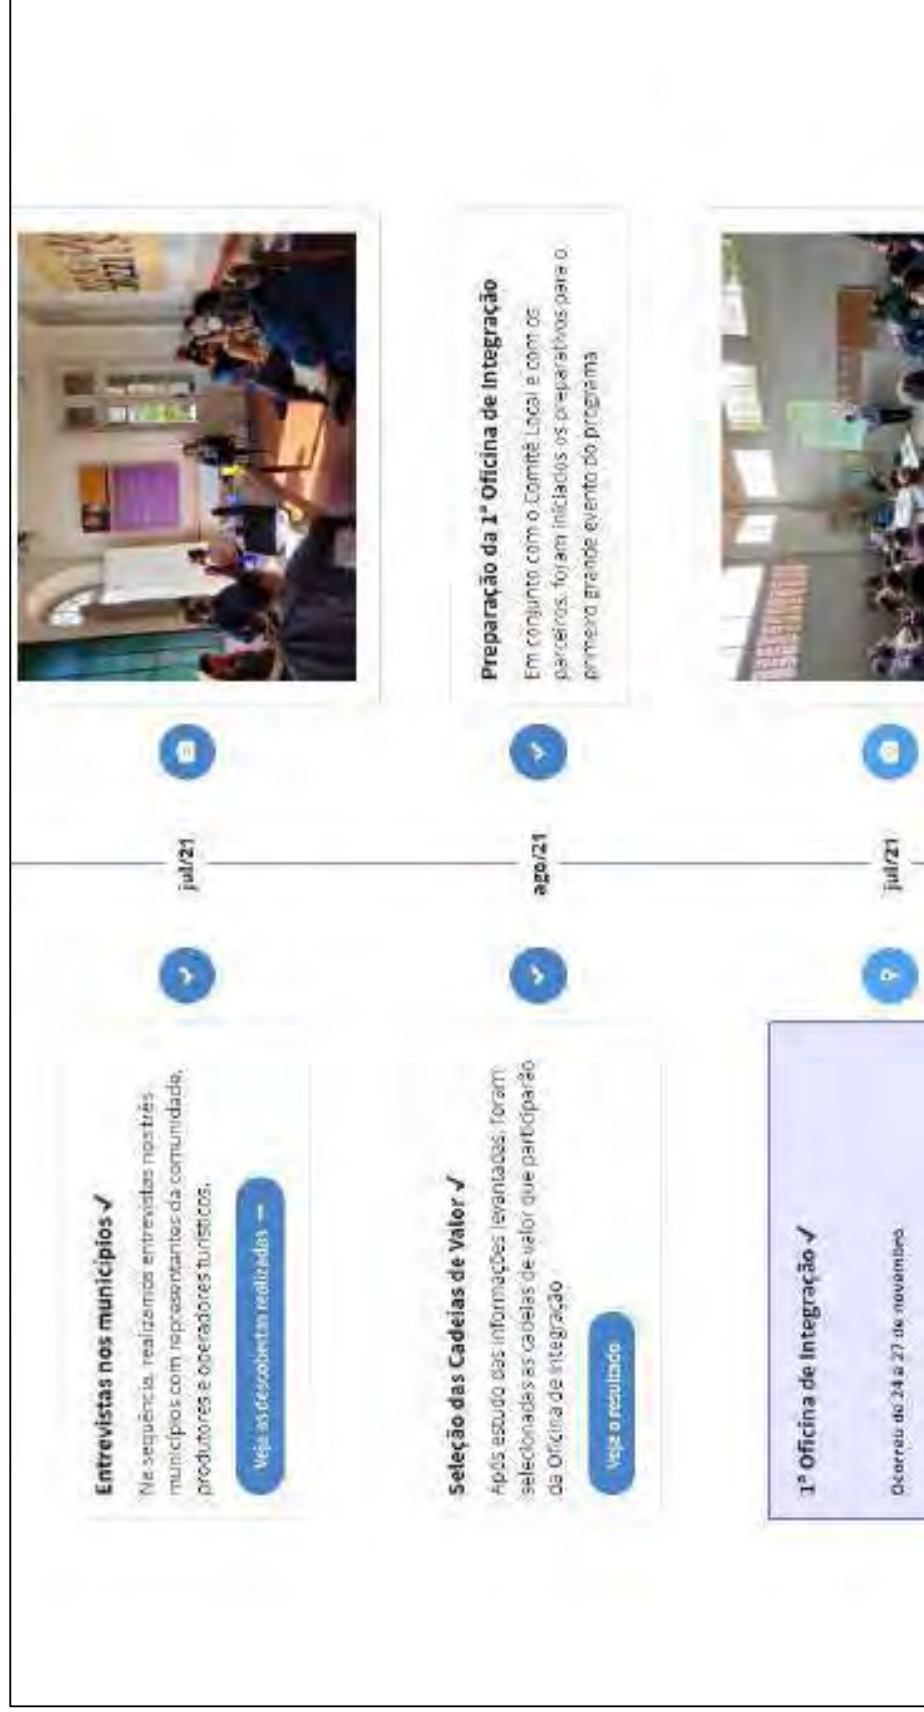 Entrevistas nos municípios ✓
Na sequência, realizamos entrevistas nos três
municípios com representantes da comunidade,
produtores e operadores turísticos.
Veja as descobertas realizadas →
jul/21
Seleção das Cadeias de Valor ✓
Após estudo das informações levantadas, foram
selecionadas as cadeias de valor que participarão
da Oficina de Integração
Veja o resultado
ago/21
Preparação da 1ª Oficina de Integração
Em conjunto com o Comitê Local e com os
parceiros, foram iniciados os preparativos para o
primeiro grande evento do programa
1ª Oficina de Integração ✓
Ocorreu de 24 a 27 de novembro
jul/21